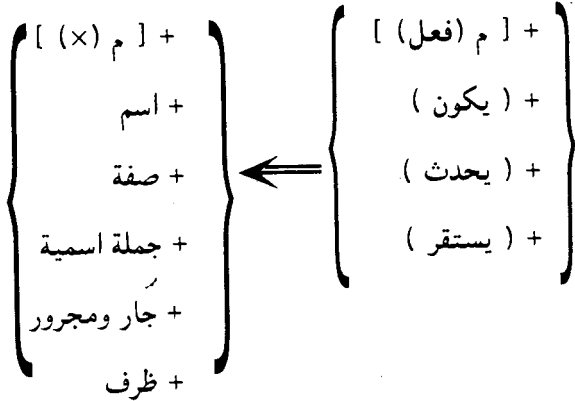 + [ م (فعل) ]
+ ( يكون )
+ ( يحدث )
+ ( يستقر )
+ [ م (×) ]
+ اسم
+ صفة
+ جملة اسمية
+ جار ومجرور
+ ظرف